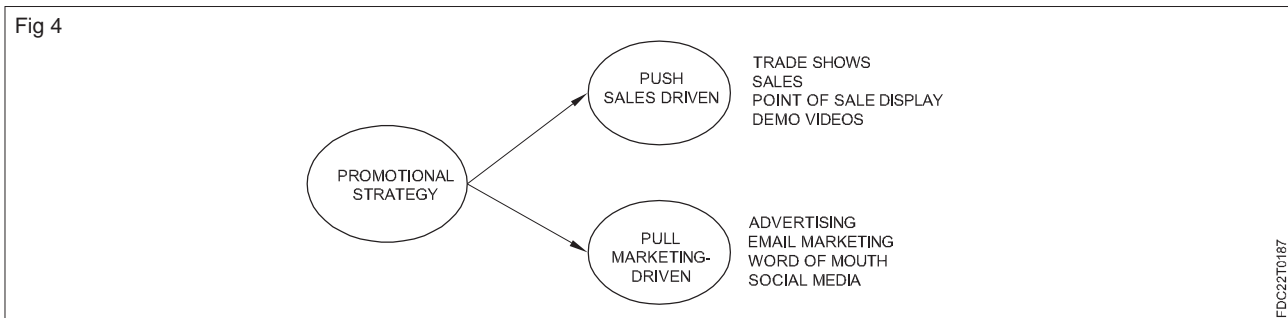 Fig 4
PROMOTIONAL
STRATEGY
PUSH
SALES DRIVEN
TRADE SHOWS
SALES
POINT OF SALE DISPLAY
DEMO VIDEOS
PULL
MARKETING-
DRIVEN
ADVERTISING
EMAIL MARKETING
WORD OF MOUTH
SOCIAL MEDIA
FDC22T0187